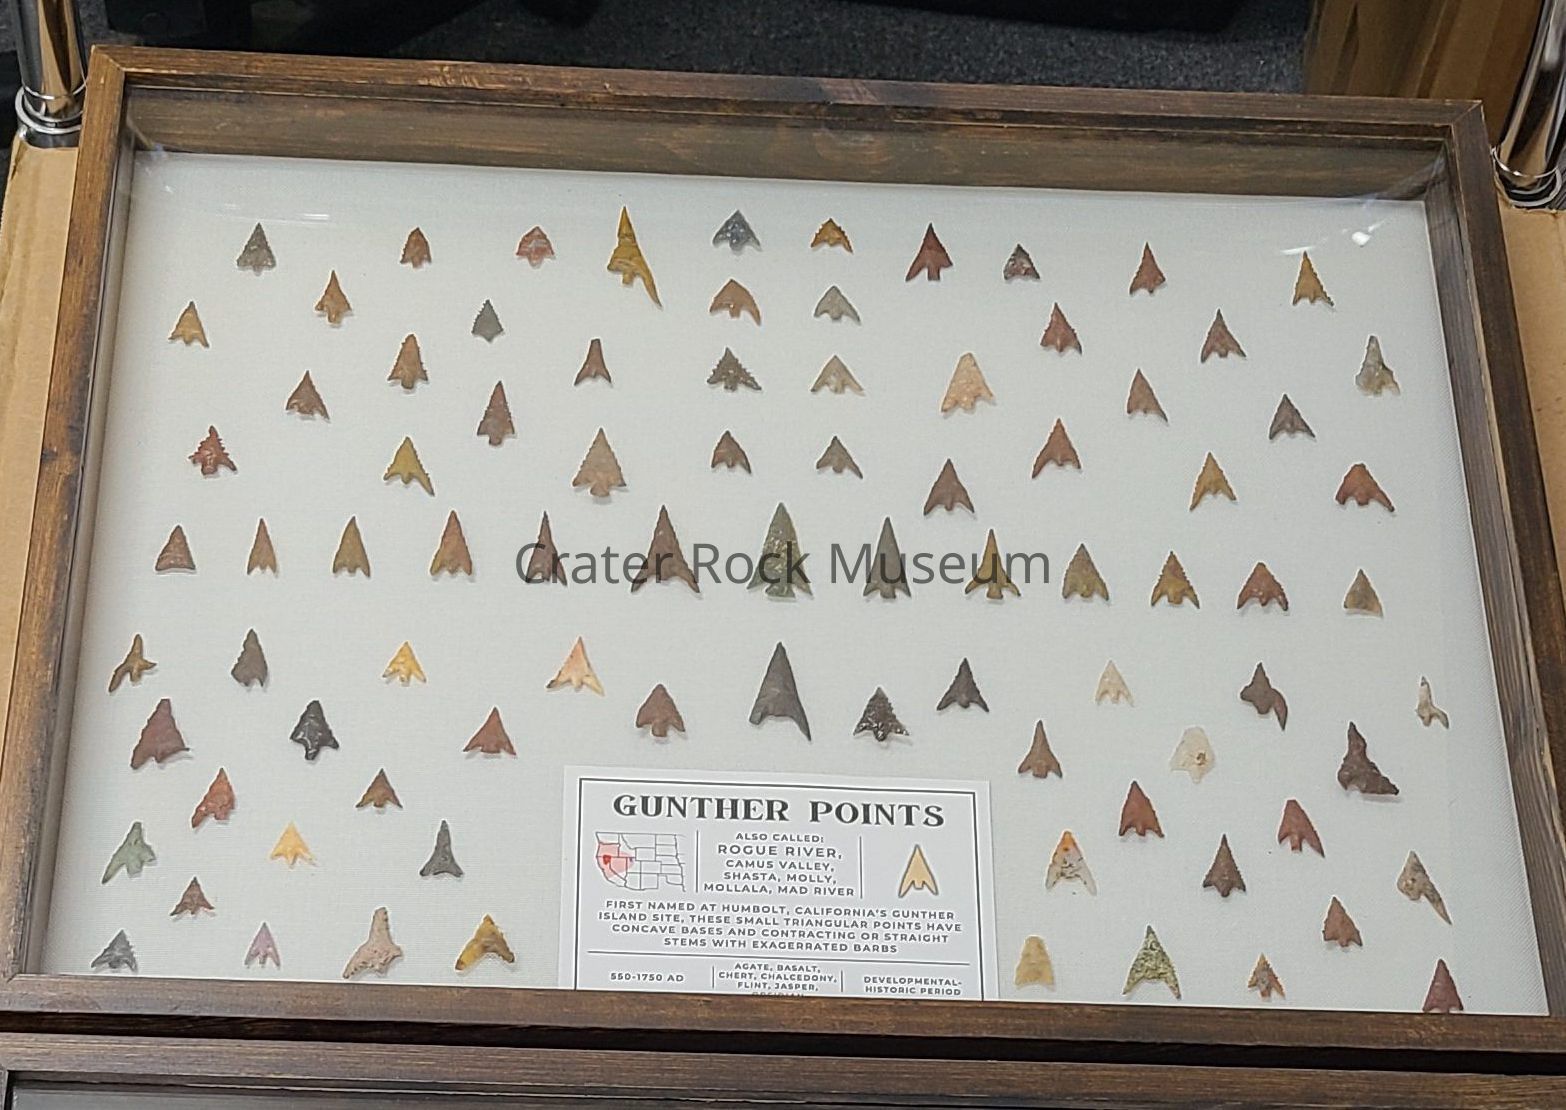 Crater Rock Museum
GUNTHER POINTS
ALSO CALLED:
ROGUE RIVER,
CAMUS VALLEY,
SHASTA, MOLLY,
MOLLALA, MAD RIVER
FIRST NAMED AT HUMBOLT, CALIFORNIA'S GUNTHER
ISLAND SITE, THESE SMALL TRIANGULAR POINTS HAVE
CONCAVE BASES AND CONTRACTING OR STRAIGHT
STEMS WITH EXAGERRATED BARBS
550-1750 AD
AGATE, BASALT,
CHERT, CHALCEDONY,
FLINT, JASPER,
DEVELOPMENTAL-
HISTORIC PERIOD